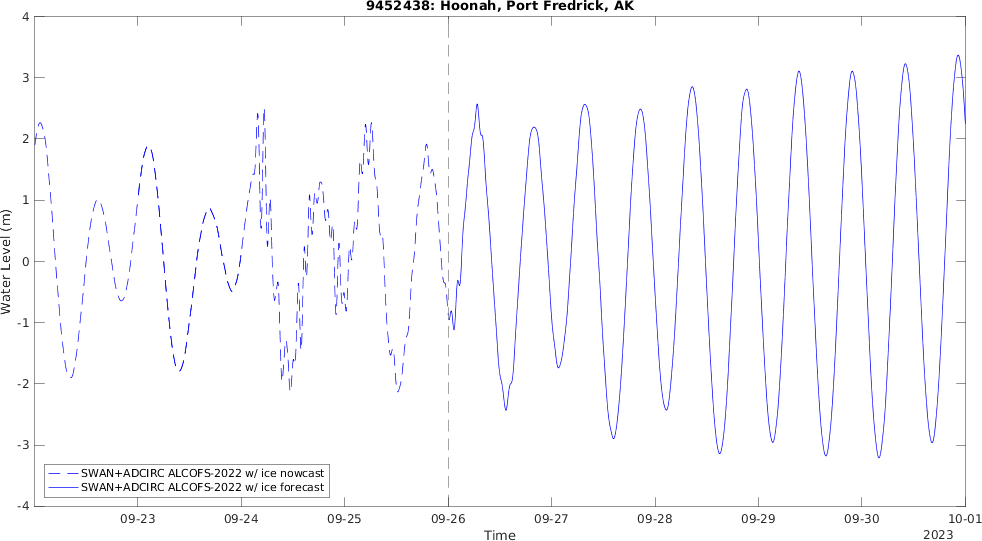 9452438: Hoonah, Port Fredrick, AK
4
3
2
1
0
-1
-2
-3
-4
Water Level (m)
SWAN+ADCIRC ALCOFS-2022 w/ ice nowcast
SWAN+ADCIRC ALCOFS-2022 w/ ice forecast
09-23 09-24 09-25 09-26 09-27 09-28 09-29 09-30 10-01
Time
2023